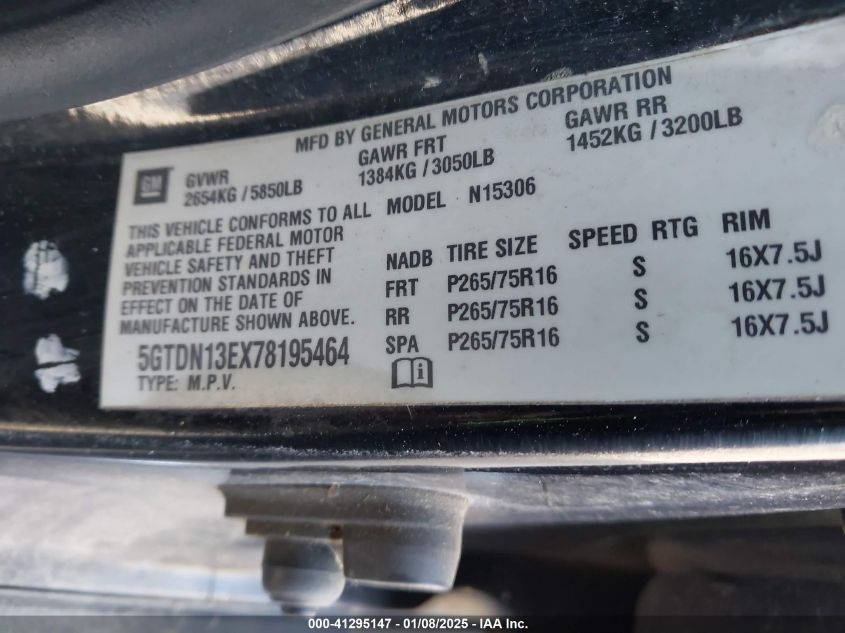 MFD BY GENERAL MOTORS CORPORATION
GM
GVWR GAWR FRT GAWR RR
2654KG / 5850LB 1384KG / 3050LB 1452KG / 3200LB
THIS VEHICLE CONFORMS TO ALL
APPLICABLE FEDERAL MOTOR
VEHICLE SAFETY AND THEFT
PREVENTION STANDARDS IN
EFFECT ON THE DATE OF
MANUFACTURE SHOWN ABOVE.
5GTDN13EX78195464
TYPE: M.P.V.
MODEL N15306
NADB TIRE SIZE SPEED RTG RIM
FRT P265/75R16 S 16X7.5J
RR P265/75R16 S 16X7.5J
SPA P265/75R16 S 16X7.5J
000-41295147 - 01/08/2025 - IAA Inc.